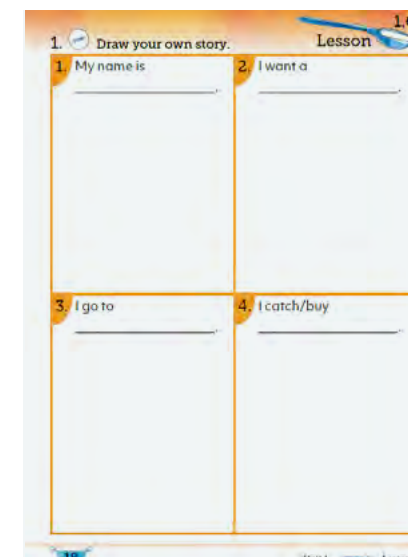 Lesson
1. Draw your own story.
1. My name is
.
2. I want a
.
3. I go to
.
4. I catch/buy
.